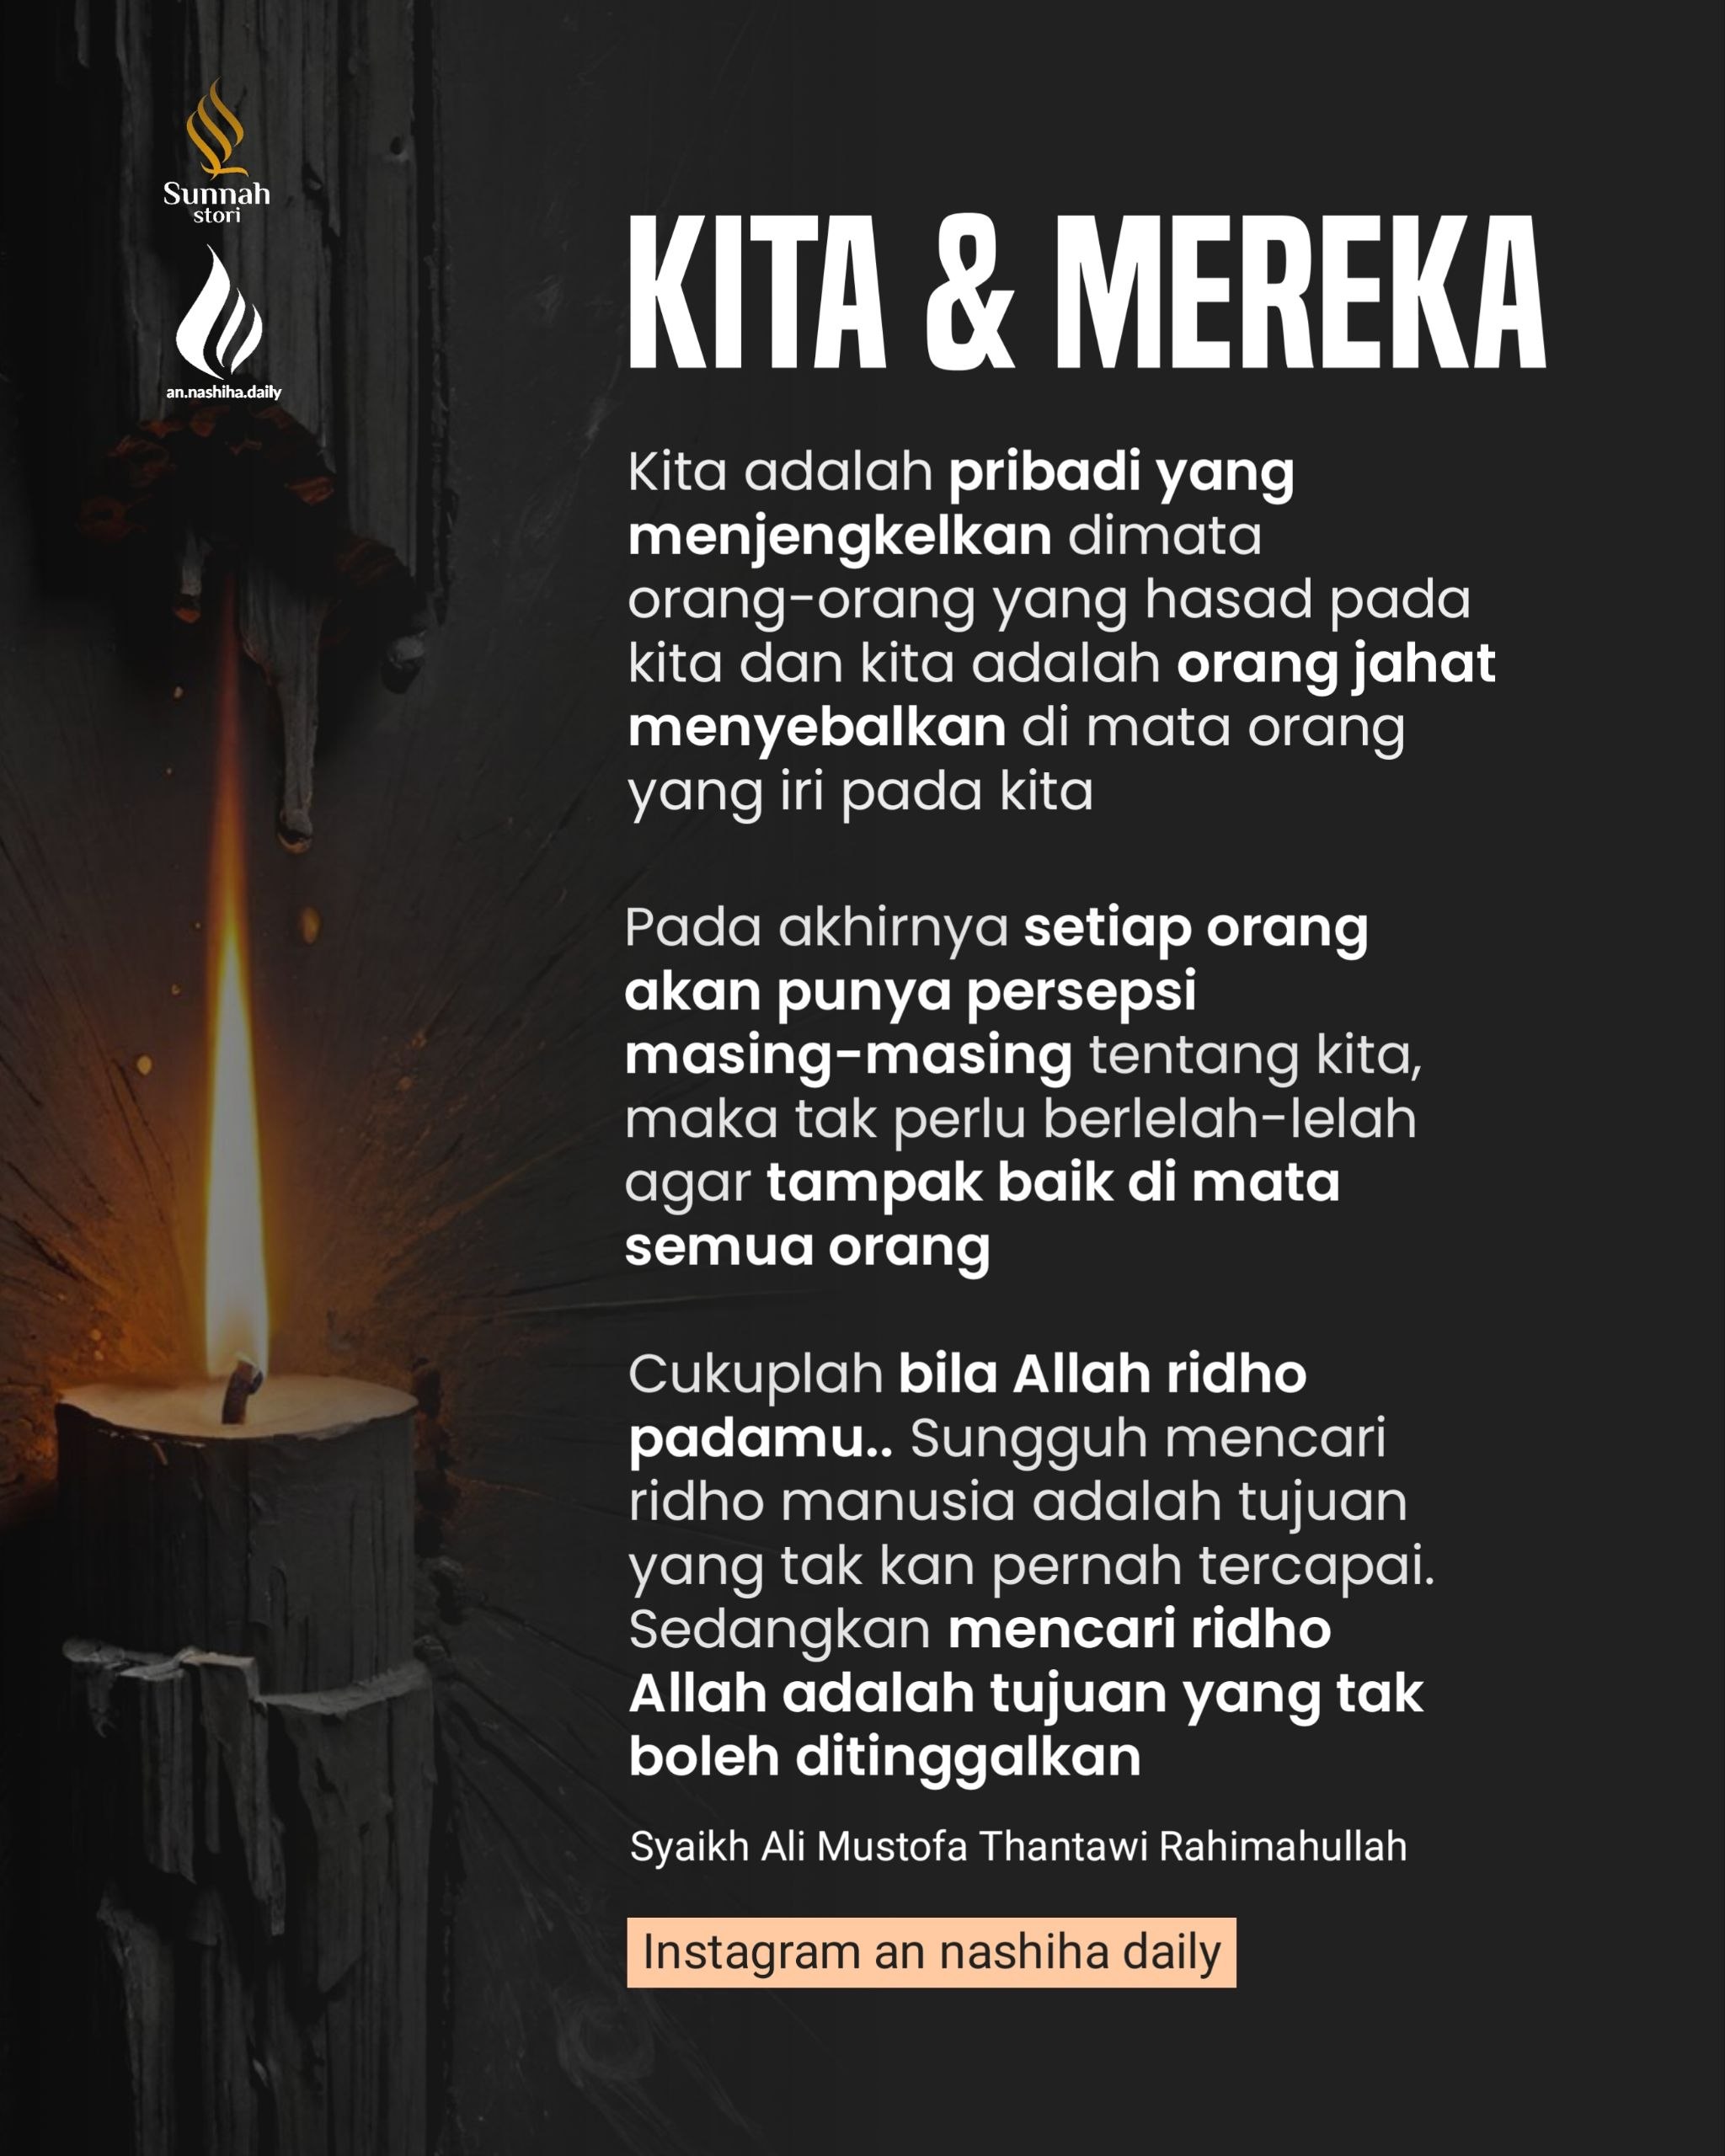 Sunnah
stori
an.nashiha.daily
KITA & MEREKA
Kita adalah pribadi yang
menjengkelkan dimata
orang-orang yang hasad pada
kita dan kita adalah orang jahat
menyebalkan di mata orang
yang iri pada kita
Pada akhirnya setiap orang
akan punya persepsi
masing-masing tentang kita,
maka tak perlu berlelah-lelah
agar tampak baik di mata
semua orang
Cukuplah bila Allah ridho
padamu.. Sungguh mencari
ridho manusia adalah tujuan
yang tak kan pernah tercapai.
Sedangkan mencari ridho
Allah adalah tujuan yang tak
boleh ditinggalkan
Syaikh Ali Mustofa Thantawi Rahimahullah
Instagram an nashiha daily